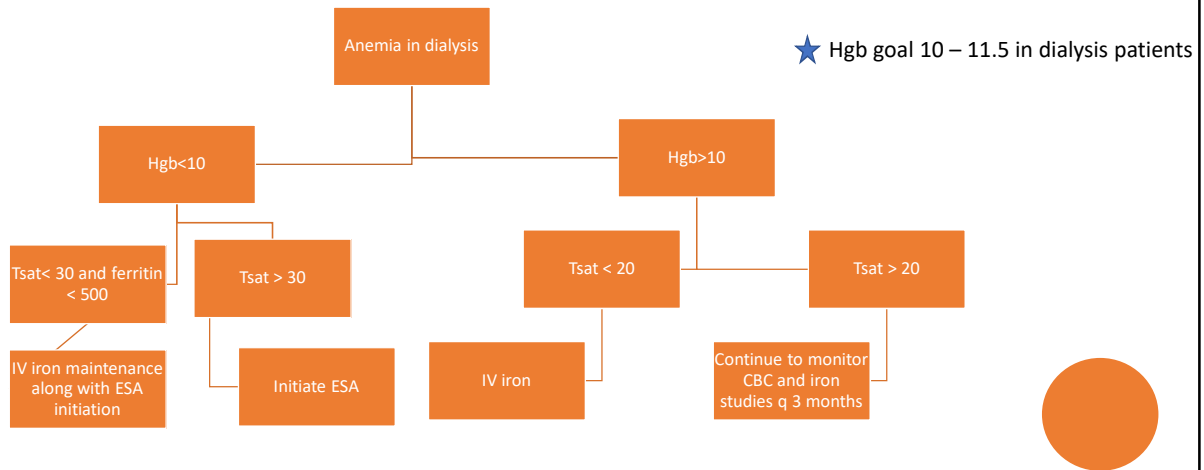 Anemia in dialysis
Hgb goal 10 – 11.5 in dialysis patients
Hgb<10
Hgb>10
Tsat< 30 and ferritin
< 500
Tsat > 30
Tsat < 20
Tsat > 20
IV iron maintenance
along with ESA
initiation
Initiate ESA
IV iron
Continue to monitor
CBC and iron
studies q 3 months